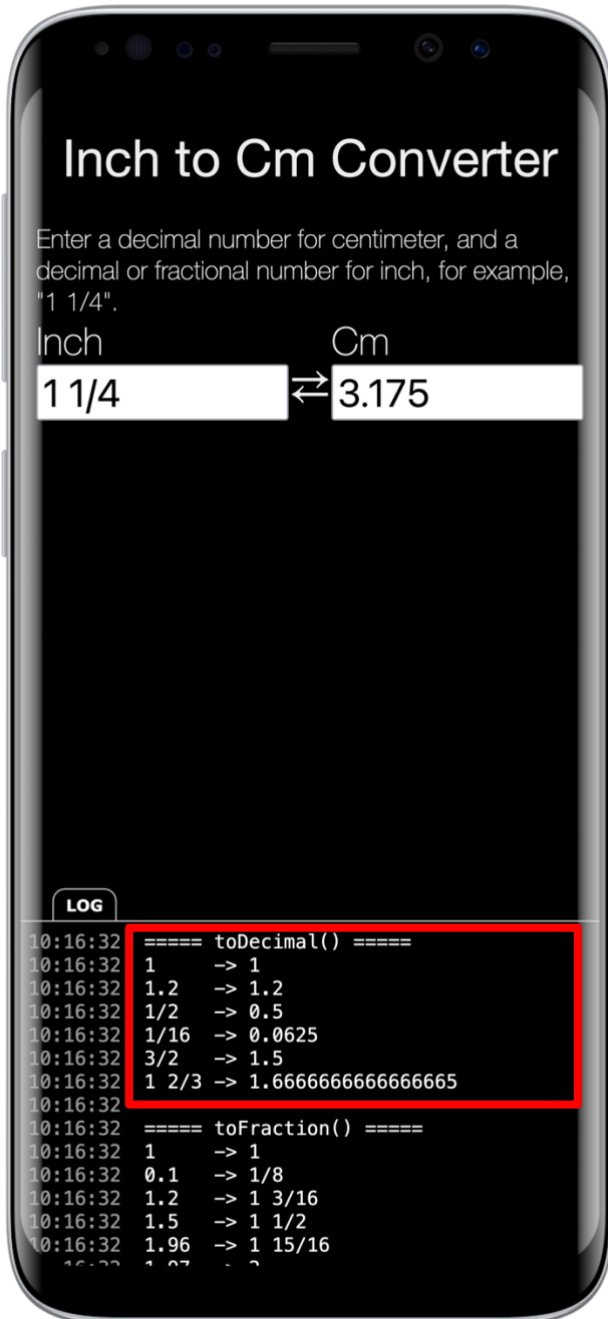 Inch to Cm Converter
Enter a decimal number for centimeter, and a
decimal or fractional number for inch, for example,
"1 1/4".
Inch Cm
1 1/4 ⇄ 3.175
LOG
10:16:32 ===== toDecimal() =====
10:16:32 1 -> 1
10:16:32 1.2 -> 1.2
10:16:32 1/2 -> 0.5
10:16:32 1/16 -> 0.0625
10:16:32 3/2 -> 1.5
10:16:32 1 2/3 -> 1.6666666666666665
10:16:32
10:16:32 ===== toFraction() =====
10:16:32 1 -> 1
10:16:32 0.1 -> 1/8
10:16:32 1.2 -> 1 3/16
10:16:32 1.5 -> 1 1/2
10:16:32 1.96 -> 1 15/16